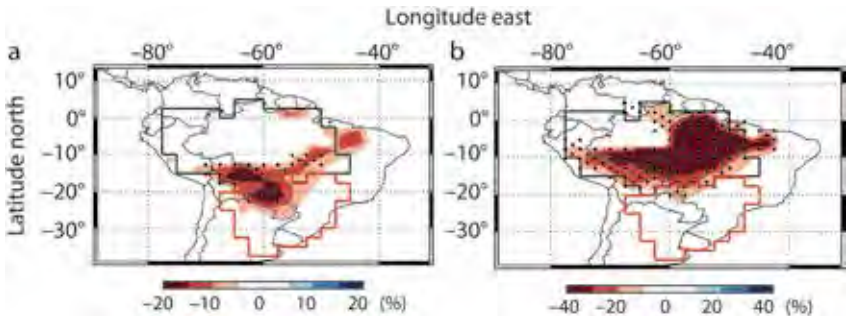 Longitude east
a
−80° −60° −40°
b
−80° −60° −40°
Latitude north
10° 10°
0° 0°
−10° −10°
−20° −20°
−30° −30°
−20 −10 0 10 20 (%)
−40 −20 0 20 40 (%)